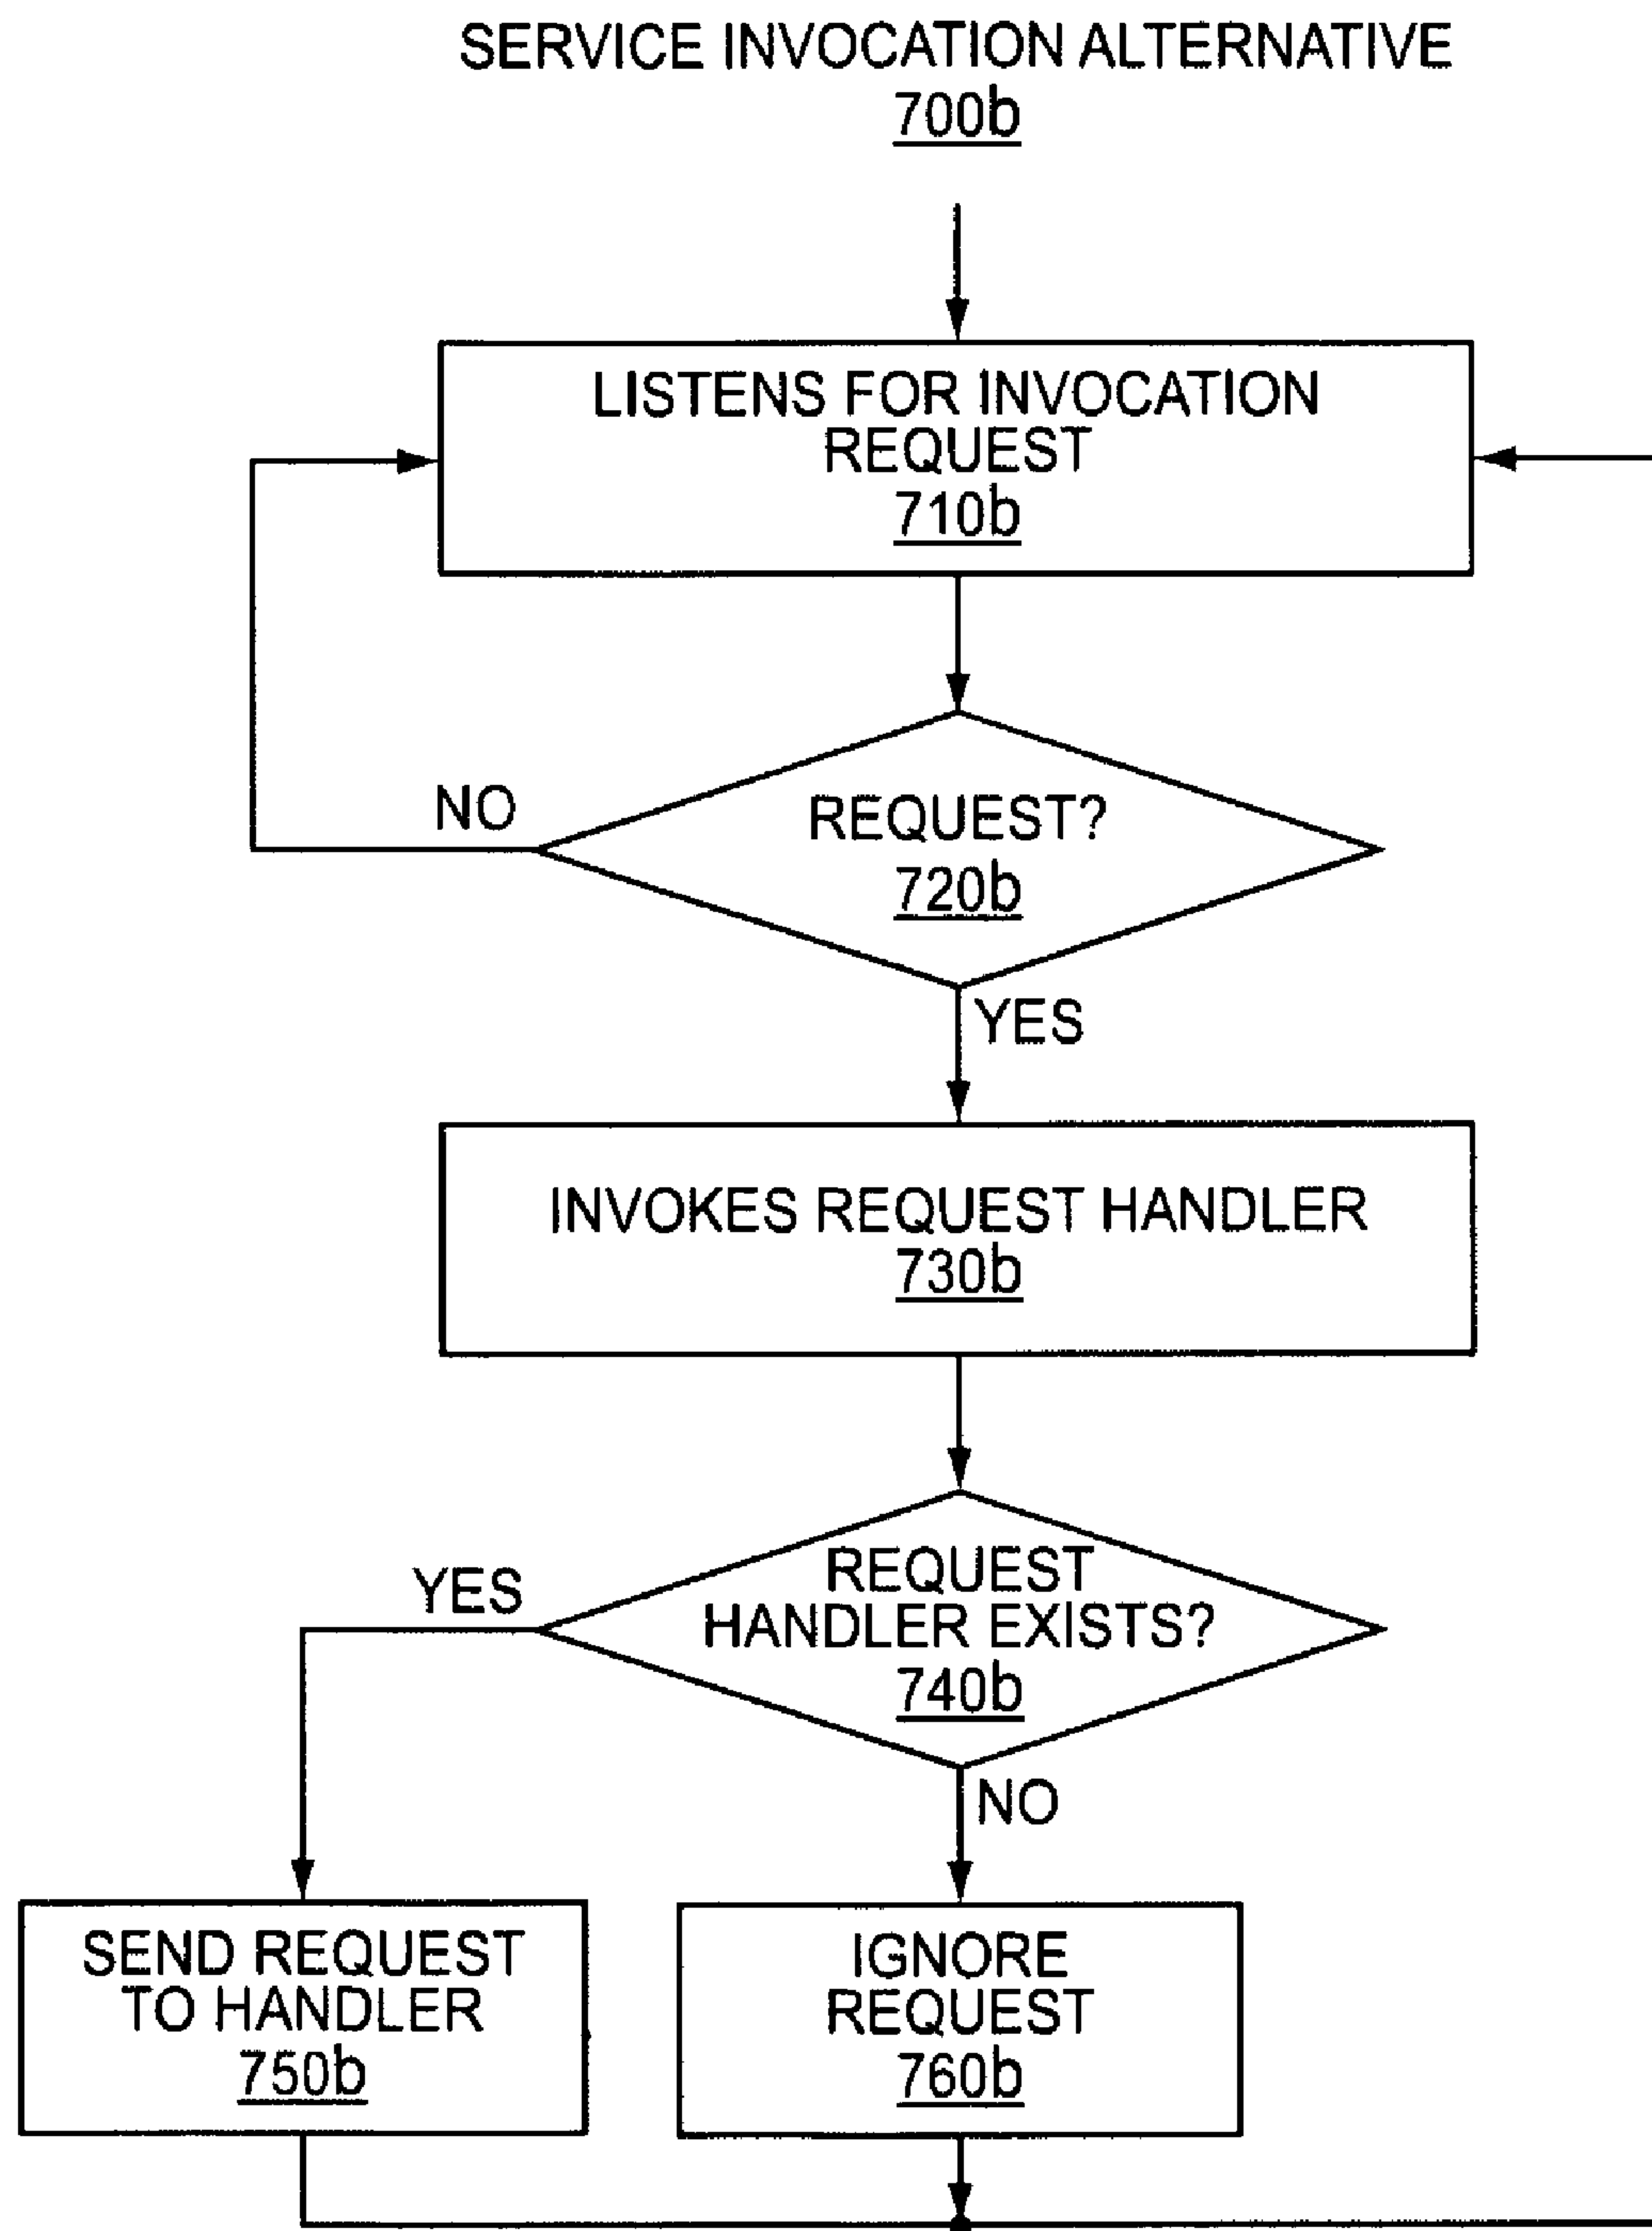 SERVICE INVOCATION ALTERNATIVE
700b
LISTENS FOR INVOCATION
REQUEST
710b
NO
REQUEST?
720b
YES
INVOKES REQUEST HANDLER
730b
YES
REQUEST
HANDLER EXISTS?
740b
NO
SEND REQUEST
TO HANDLER
750b
IGNORE
REQUEST
760b